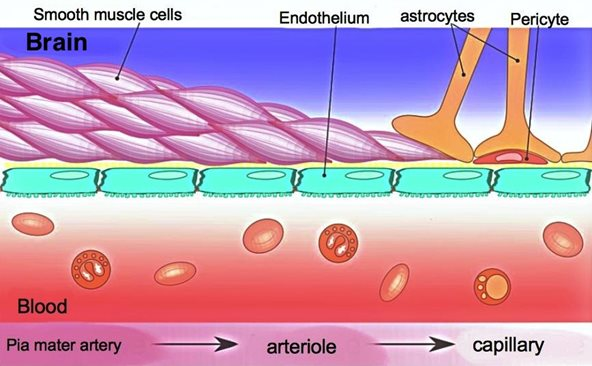 Smooth muscle cells
Endothelium
astrocytes
Pericyte
Brain
Blood
Pia mater artery
arteriole
capillary